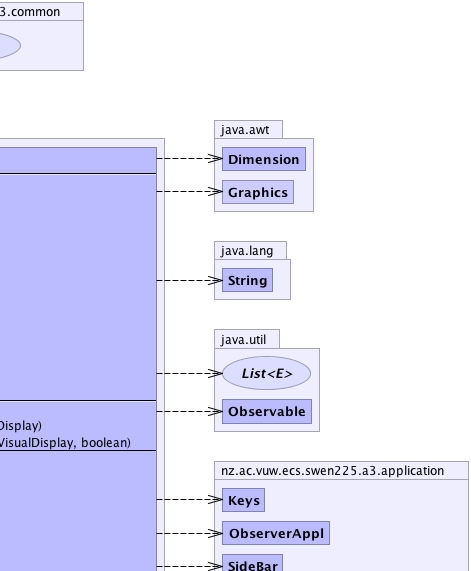 3.common
java.awt
Dimension
Graphics
java.lang
String
java.util
List<E>
Observable
Display)
VisualDisplay, boolean)
nz.ac.vuw.ecs.swen225.a3.application
Keys
ObserverAppl
SideBar